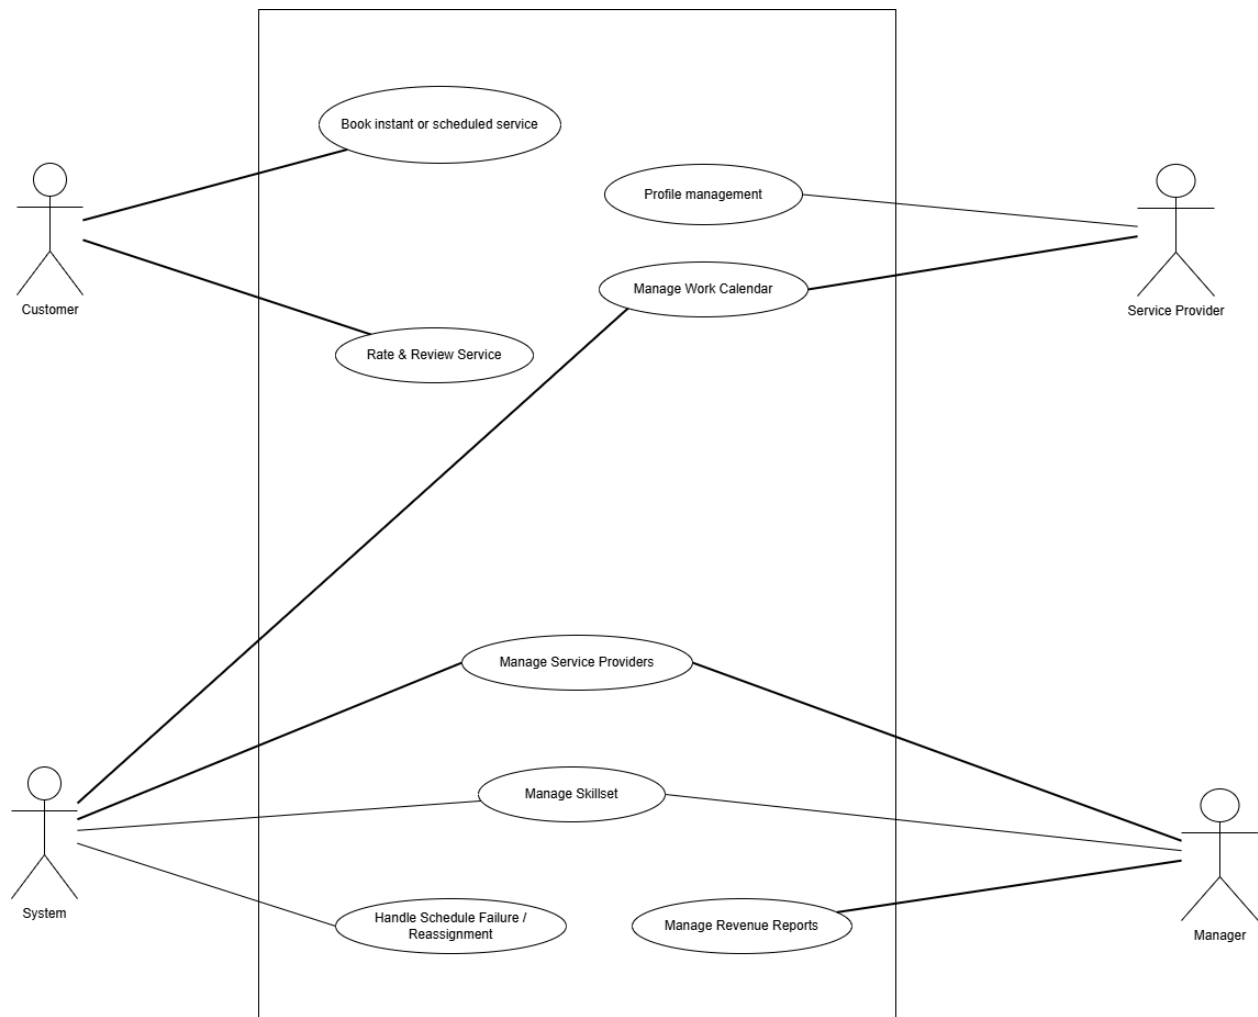 Book instant or scheduled service
Profile management
Manage Work Calendar
Customer
Service Provider
Rate & Review Service
Manage Service Providers
Manage Skillset
System
Handle Schedule Failure /
Reassignment
Manage Revenue Reports
Manager